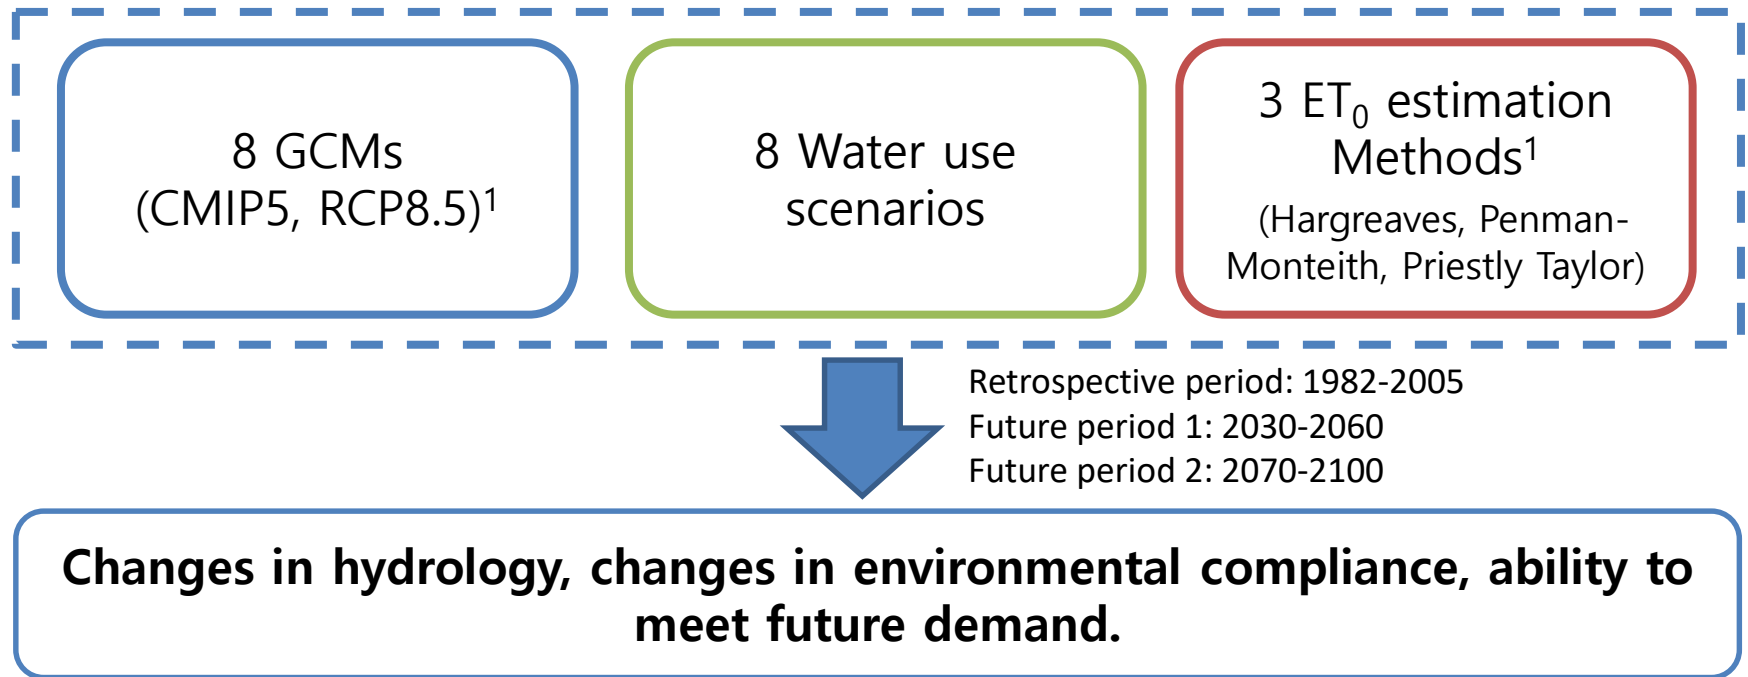 8 GCMs
(CMIP5, RCP8.5)¹
8 Water use
scenarios
3 ET₀ estimation
Methods¹
(Hargreaves, Penman-
Monteith, Priestly Taylor)
Retrospective period: 1982-2005
Future period 1: 2030-2060
Future period 2: 2070-2100
Changes in hydrology, changes in environmental compliance, ability to
meet future demand.